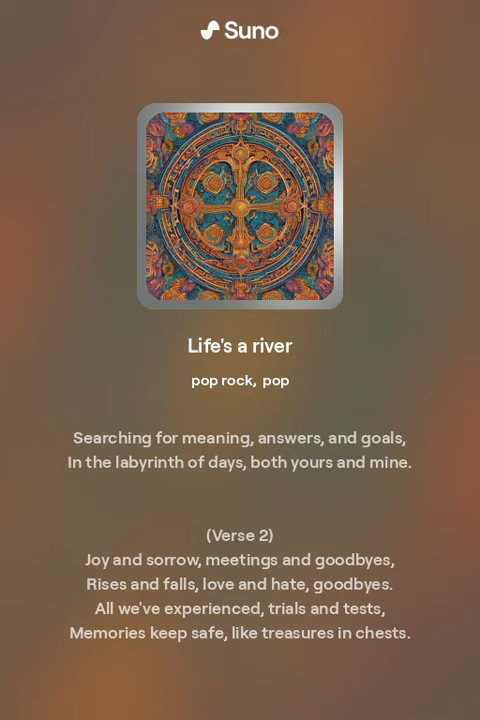 Suno
Life's a river
pop rock, pop
Searching for meaning, answers, and goals,
In the labyrinth of days, both yours and mine.
(Verse 2)
Joy and sorrow, meetings and goodbyes,
Rises and falls, love and hate, goodbyes.
All we've experienced, trials and tests,
Memories keep safe, like treasures in chests.